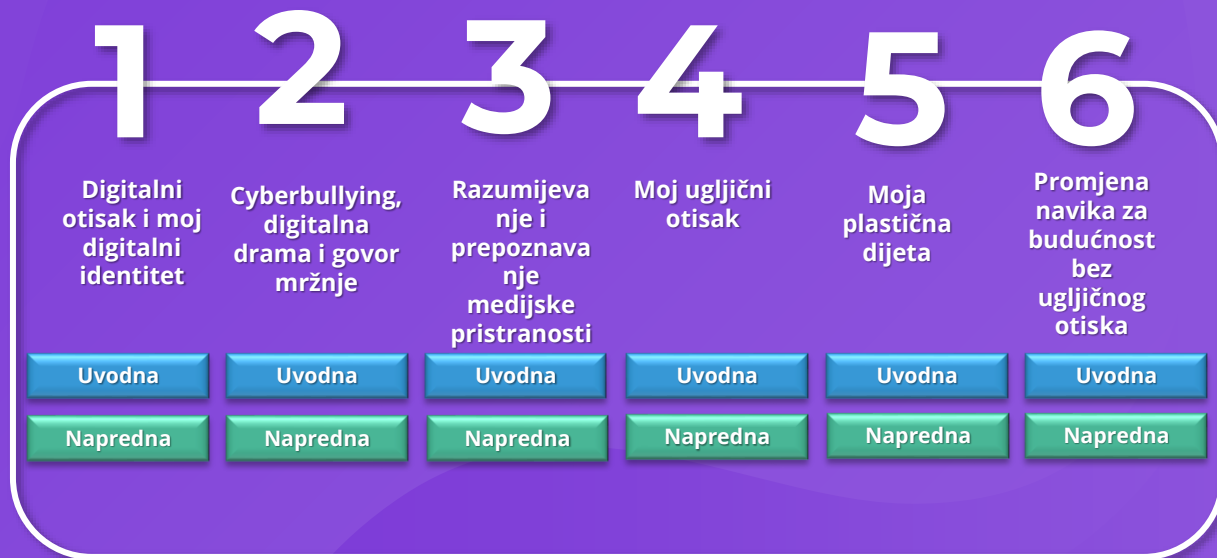 1
Digitalni
otisak i moj
digitalni
identitet
Uvodna
Napredna
2
Cyberbullying,
digitalna
drama i govor
mržnje
Uvodna
Napredna
3
Razumijeva
nje i
prepoznava
nje
medijske
pristranosti
Uvodna
Napredna
4
Moj ugljični
otisak
Uvodna
Napredna
5
Moja
plastična
dijeta
Uvodna
Napredna
6
Promjena
navika za
budućnost
bez
ugljičnog
otiska
Uvodna
Napredna